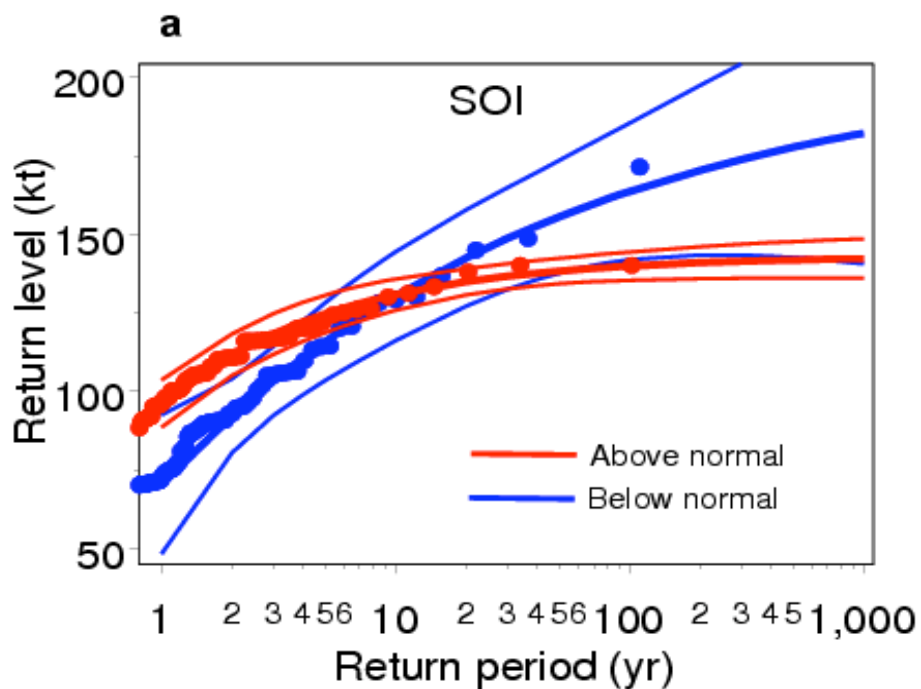 a
SOI
200
150
100
50
Return level (kt)
Above normal
Below normal
1 2 3 4 5 6 10 2 3 4 5 6 100 2 3 4 5 1,000
Return period (yr)